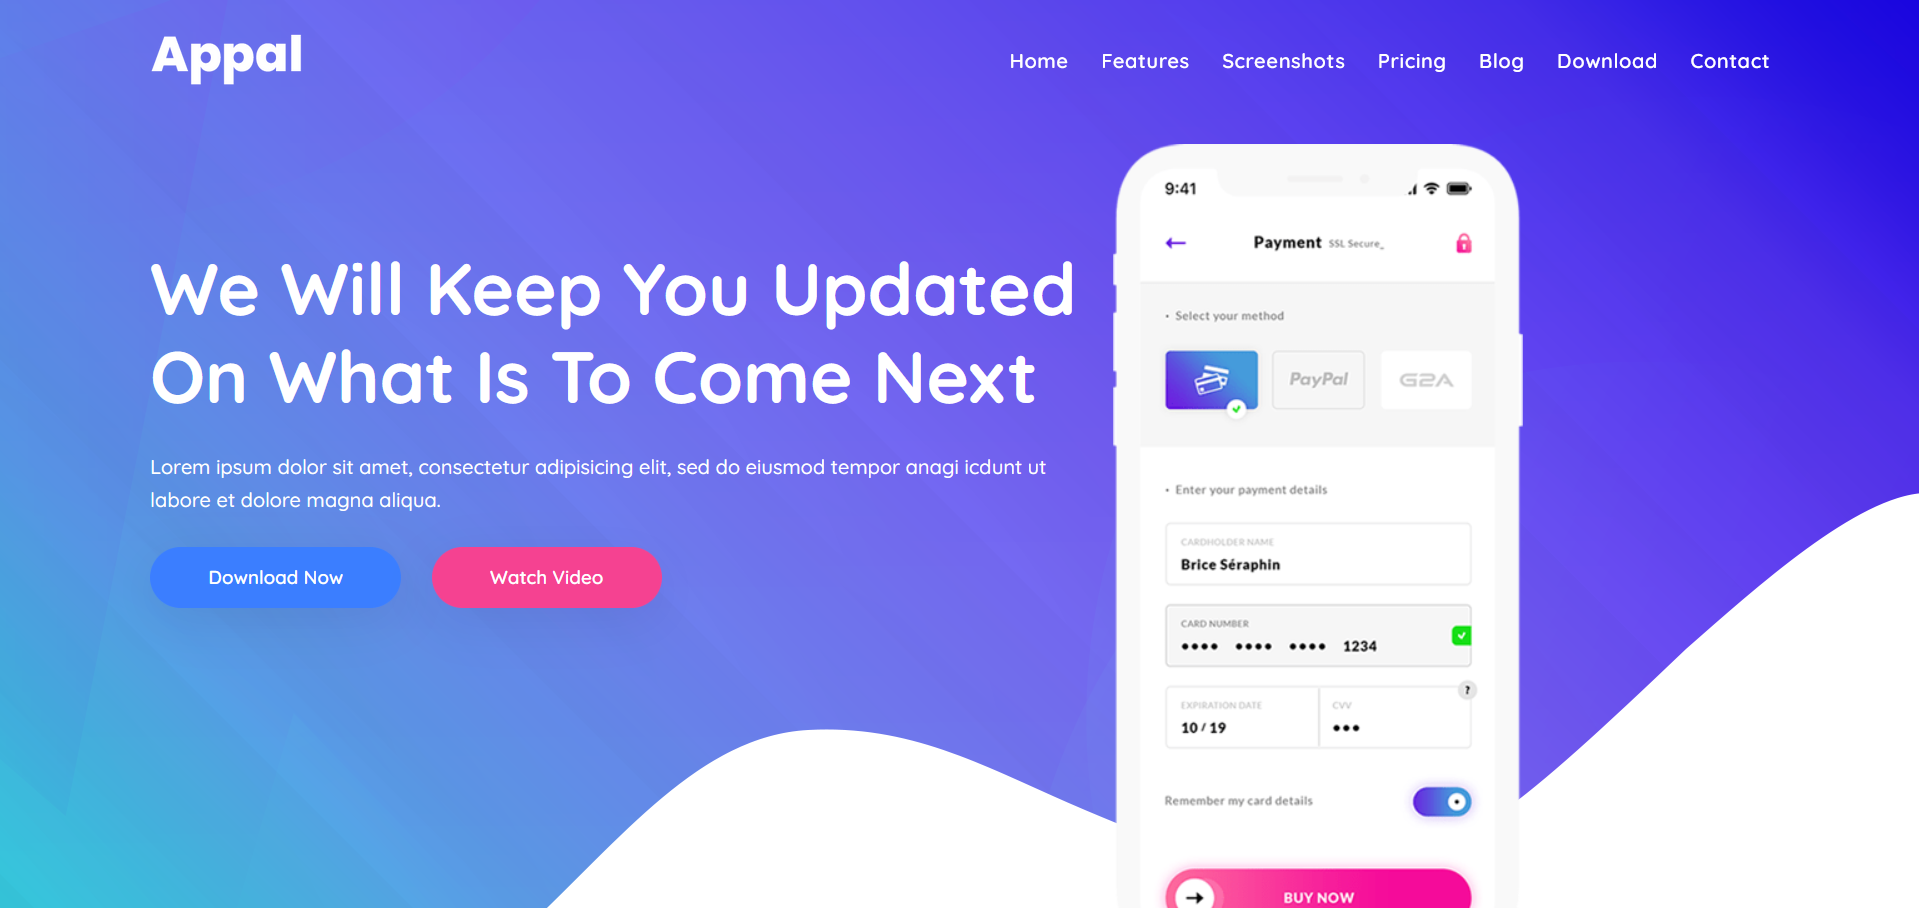 Appal
Home Features Screenshots Pricing Blog Download Contact
We Will Keep You Updated
On What Is To Come Next
Lorem ipsum dolor sit amet, consectetur adipisicing elit, sed do eiusmod tempor anagi icdunt ut
labore et dolore magna aliqua.
Download Now Watch Video
9:41
Payment SSL Secure_
• Select your method
PayPal G2A
• Enter your payment details
CARDHOLDER NAME
Brice Séraphin
CARD NUMBER
•••• •••• •••• 1234
?
EXPIRATION DATE CVV
10 / 19 •••
Remember my card details
BUY NOW